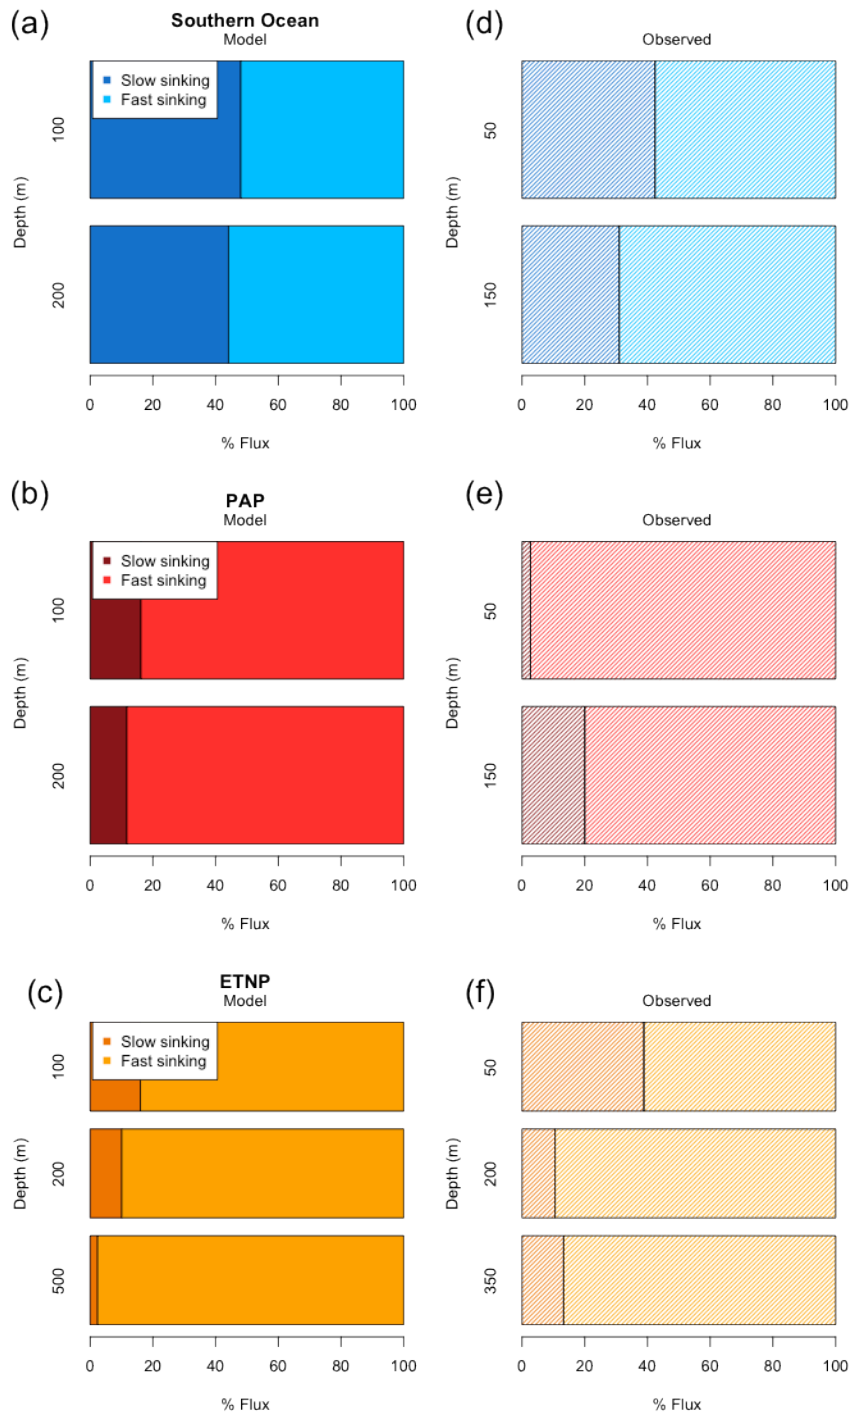 (a)
Southern Ocean
Model
Slow sinking
Fast sinking
100
200
Depth (m)
0 20 40 60 80 100
% Flux
(d)
Observed
50
150
Depth (m)
0 20 40 60 80 100
% Flux
(b)
PAP
Model
Slow sinking
Fast sinking
100
200
Depth (m)
0 20 40 60 80 100
% Flux
(e)
Observed
50
150
Depth (m)
0 20 40 60 80 100
% Flux
(c)
ETNP
Model
Slow sinking
Fast sinking
100
200
500
Depth (m)
0 20 40 60 80 100
% Flux
(f)
Observed
50
200
350
Depth (m)
0 20 40 60 80 100
% Flux